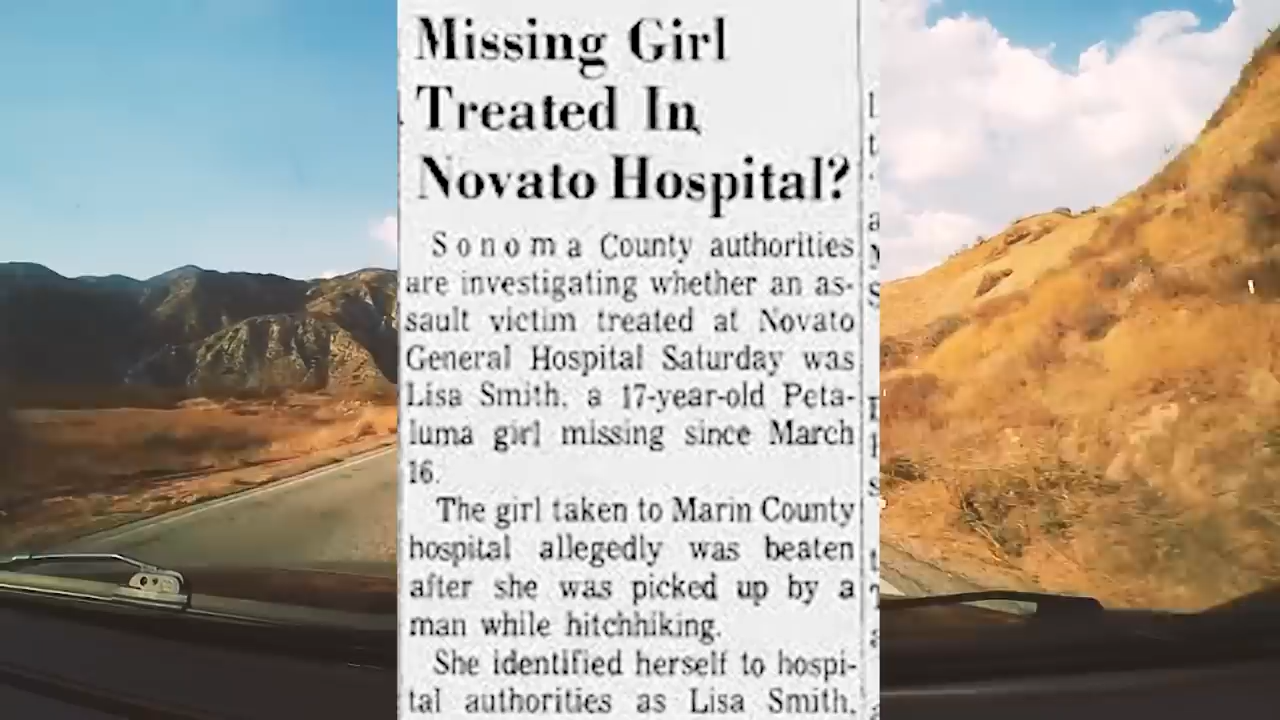 Missing Girl
Treated In
Novato Hospital?
Sonoma County authorities
are investigating whether an as-
sault victim treated at Novato
General Hospital Saturday was
Lisa Smith, a 17-year-old Peta-
luma girl missing since March
16.
The girl taken to Marin County
hospital allegedly was beaten
after she was picked up by a
man while hitchhiking.
She identified herself to hospi-
tal authorities as Lisa Smith,